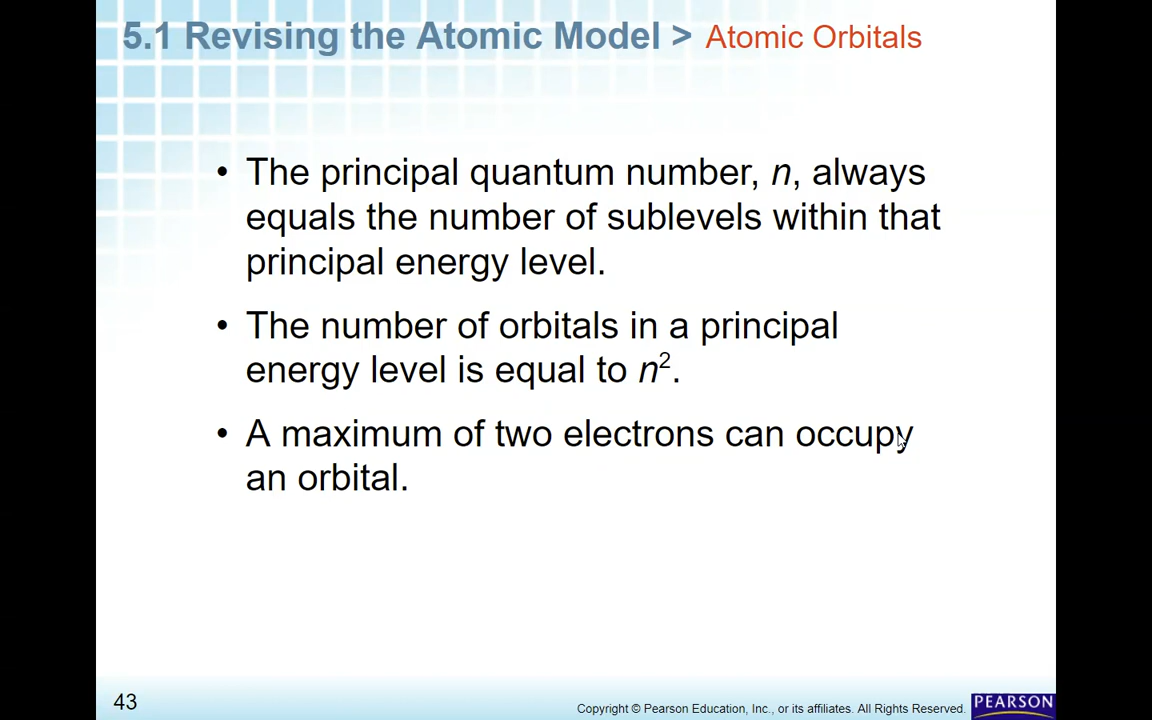 5.1 Revising the Atomic Model > Atomic Orbitals
• The principal quantum number, n, always
equals the number of sublevels within that
principal energy level.
• The number of orbitals in a principal
energy level is equal to n².
• A maximum of two electrons can occupy
an orbital.
43
Copyright © Pearson Education, Inc., or its affiliates. All Rights Reserved.
PEARSON